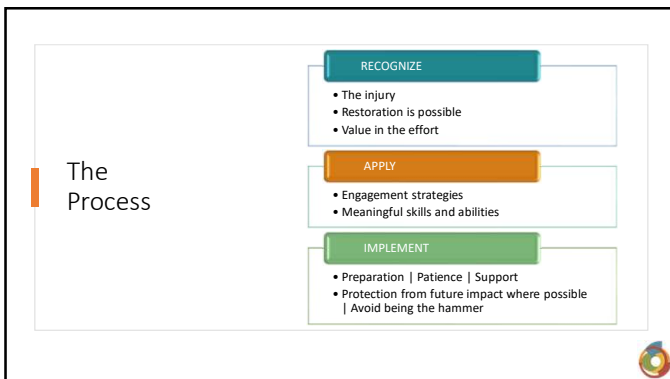 The
Process
RECOGNIZE
• The injury
• Restoration is possible
• Value in the effort
APPLY
• Engagement strategies
• Meaningful skills and abilities
IMPLEMENT
• Preparation | Patience | Support
• Protection from future impact where possible
| Avoid being the hammer